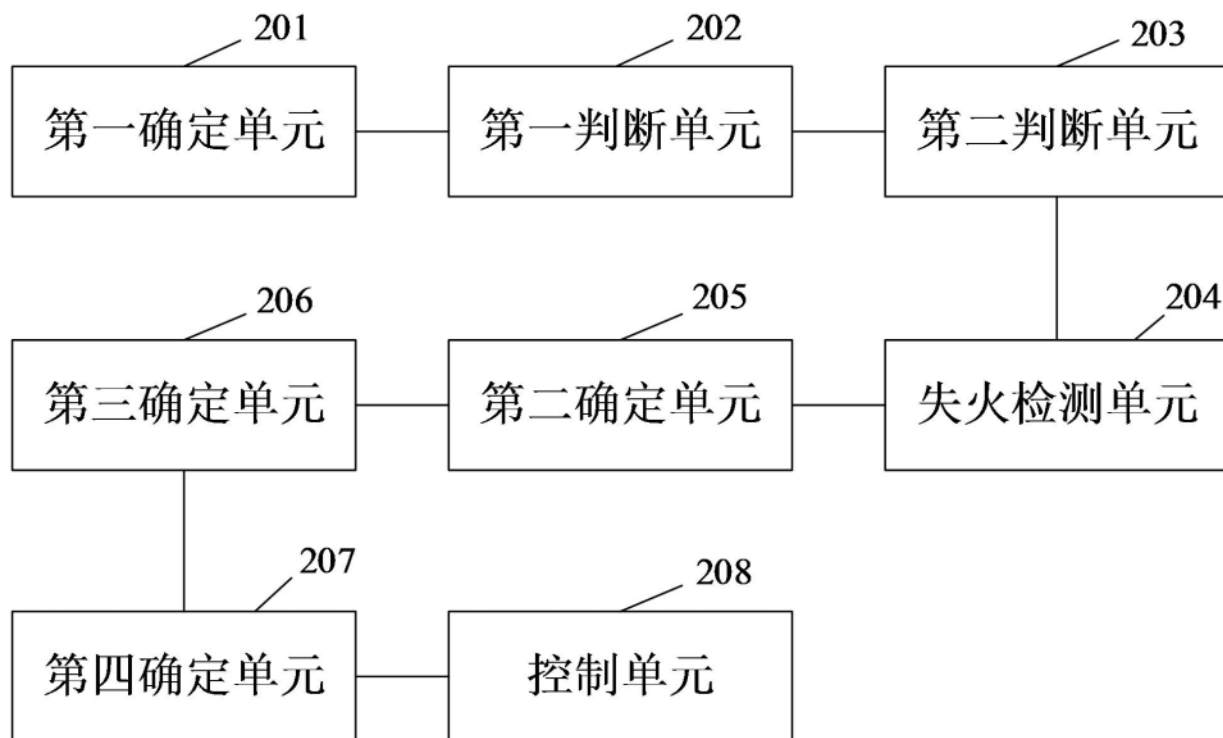 201
202
203
第一确定单元
第一判断单元
第二判断单元
206
205
204
第三确定单元
第二确定单元
失火检测单元
207
208
第四确定单元
控制单元